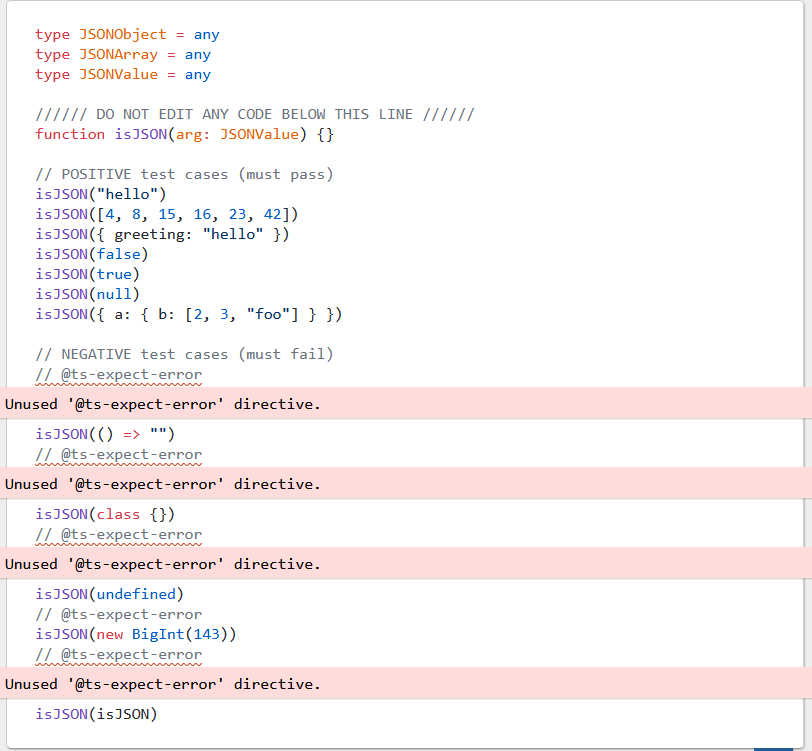 type JSONObject = any
type JSONArray = any
type JSONValue = any
////// DO NOT EDIT ANY CODE BELOW THIS LINE //////
function isJSON(arg: JSONValue) {}
// POSITIVE test cases (must pass)
isJSON("hello")
isJSON([4, 8, 15, 16, 23, 42])
isJSON({ greeting: "hello" })
isJSON(false)
isJSON(true)
isJSON(null)
isJSON({ a: { b: [2, 3, "foo"] } })
// NEGATIVE test cases (must fail)
// @ts-expect-error
Unused '@ts-expect-error' directive.
isJSON(() => "")
// @ts-expect-error
Unused '@ts-expect-error' directive.
isJSON(class {})
// @ts-expect-error
Unused '@ts-expect-error' directive.
isJSON(undefined)
// @ts-expect-error
isJSON(new BigInt(143))
// @ts-expect-error
Unused '@ts-expect-error' directive.
isJSON(isJSON)